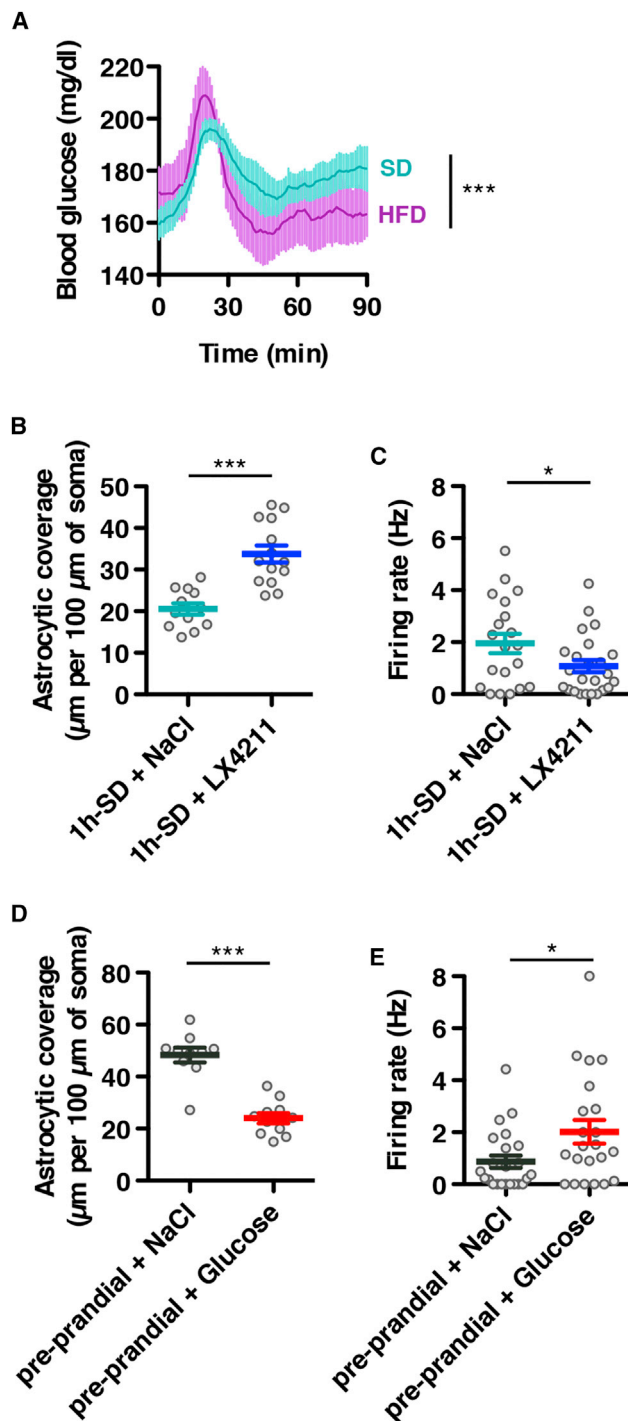 A
Blood glucose (mg/dl)
220
200
180
160
140
0 30 60 90
Time (min)
SD
HFD
***
B
Astrocytic coverage
(µm per 100 µm of soma)
50
40
30
20
10
0
***
1h-SD + NaCl
1h-SD + LX4211
C
Firing rate (Hz)
8
6
4
2
0
*
1h-SD + NaCl
1h-SD + LX4211
D
Astrocytic coverage
(µm per 100 µm of soma)
80
60
40
20
0
***
pre-prandial + NaCl
pre-prandial + Glucose
E
Firing rate (Hz)
8
6
4
2
0
*
pre-prandial + NaCl
pre-prandial + Glucose